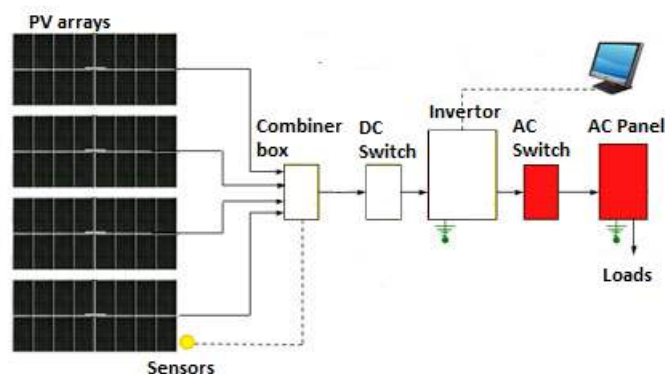 PV arrays
Combiner
box
DC
Switch
Invertor
AC
Switch
AC Panel
Loads
Sensors